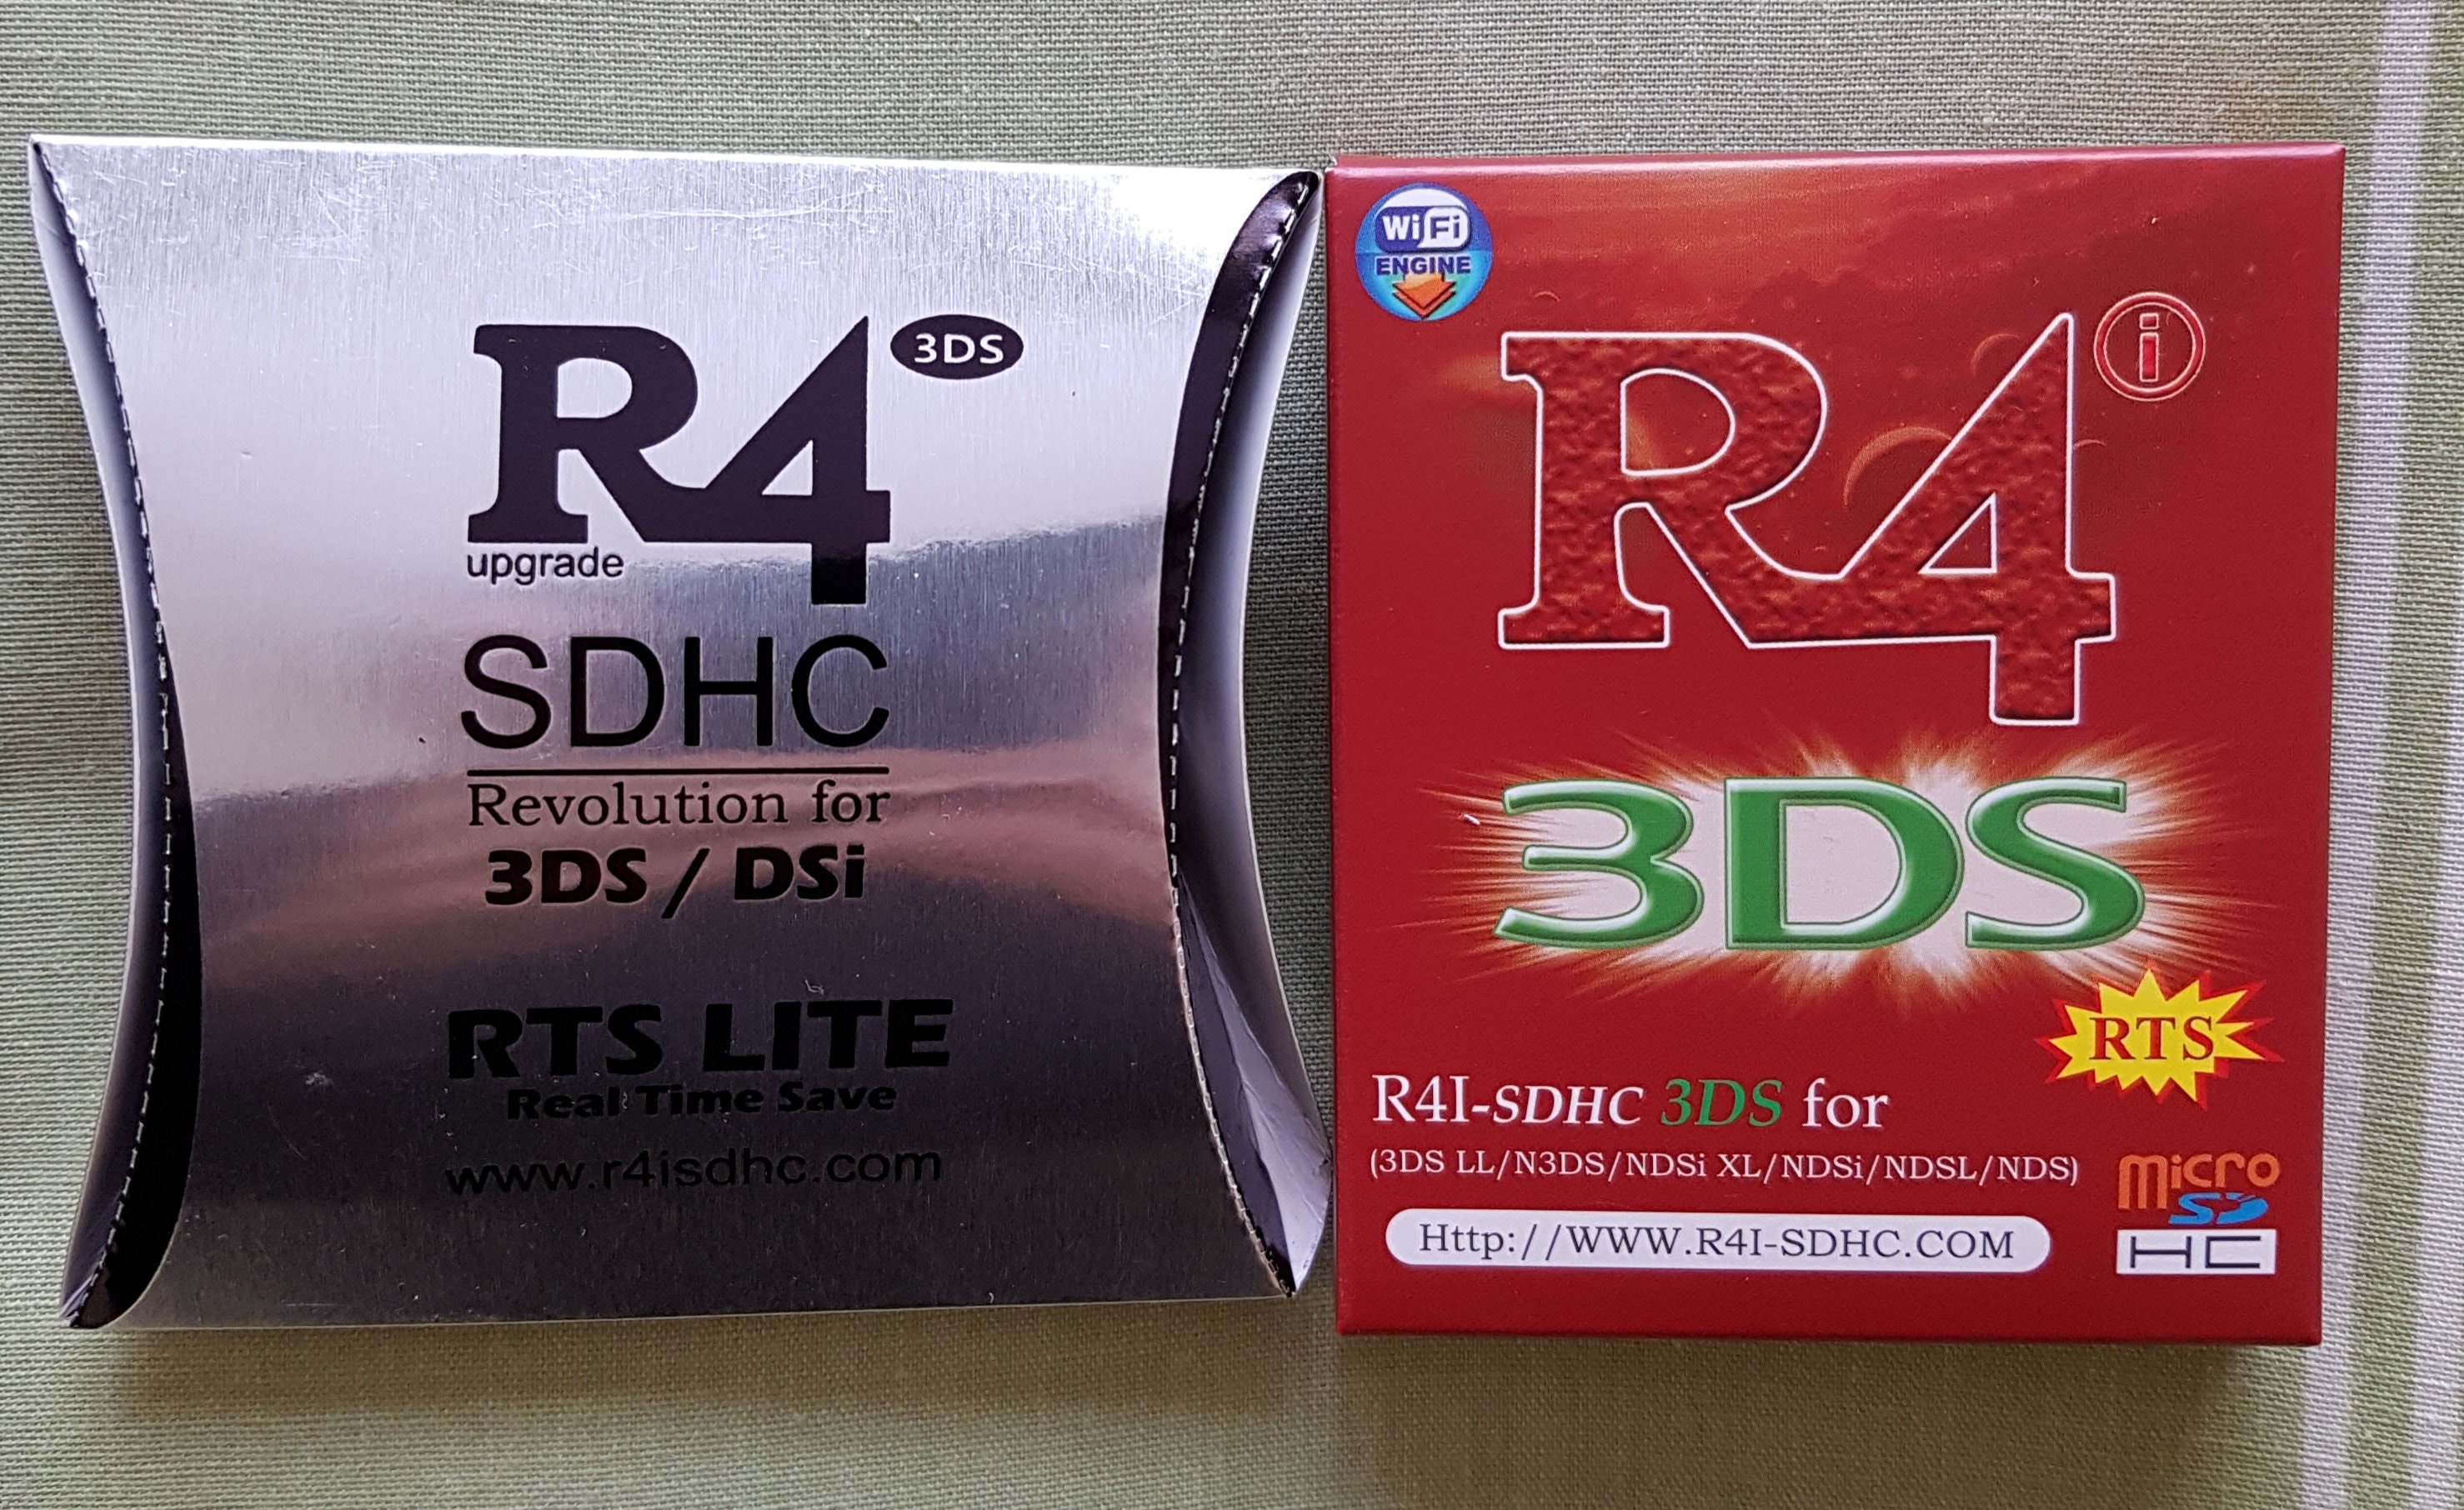 R4 3DS
upgrade
SDHC
Revolution for
3DS / DSi
RTS LITE
Real Time Save
www.r4isdhc.com
WiFi
ENGINE
R4 i
3DS
RTS
R4I-SDHC 3DS for
(3DS LL/N3DS/NDSi XL/NDSi/NDSL/NDS)
Http://WWW.R4I-SDHC.COM
micro
SD
HC